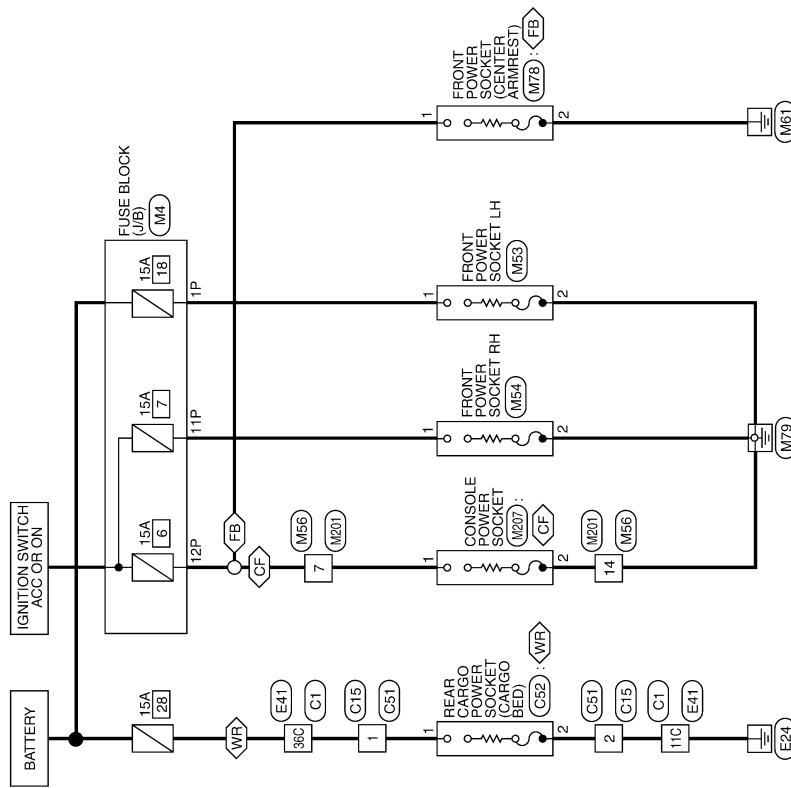 BATTERY
IGNITION SWITCH
ACC OR ON
FUSE BLOCK
(J/B)
M4
15A
28
15A
6
15A
7
15A
18
12P
11P
1P
WR
FB
CF
E41
36C
C1
C15
1
C51
M56
7
M201
1
REAR
CARGO
POWER
SOCKET
(CARGO
BED)
C52 : WR
2
1
CONSOLE
POWER
SOCKET
M207 :
CF
2
1
FRONT
POWER
SOCKET RH
M54
2
1
FRONT
POWER
SOCKET LH
M53
2
1
FRONT
POWER
SOCKET
(CENTER
ARMREST)
M78 : FB
2
C51
2
C15
C1
11C
E41
M201
14
M56
E24
M79
M61